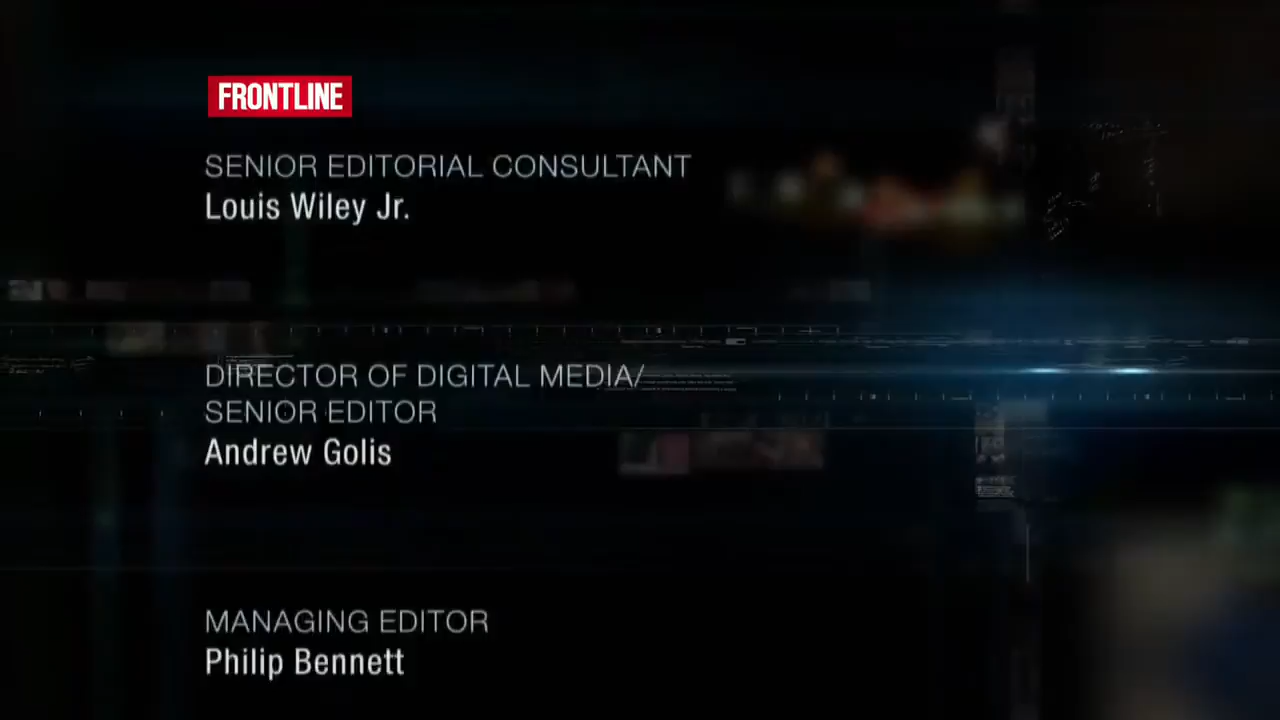 FRONTLINE
SENIOR EDITORIAL CONSULTANT
Louis Wiley Jr.
DIRECTOR OF DIGITAL MEDIA/
SENIOR EDITOR
Andrew Golis
MANAGING EDITOR
Philip Bennett